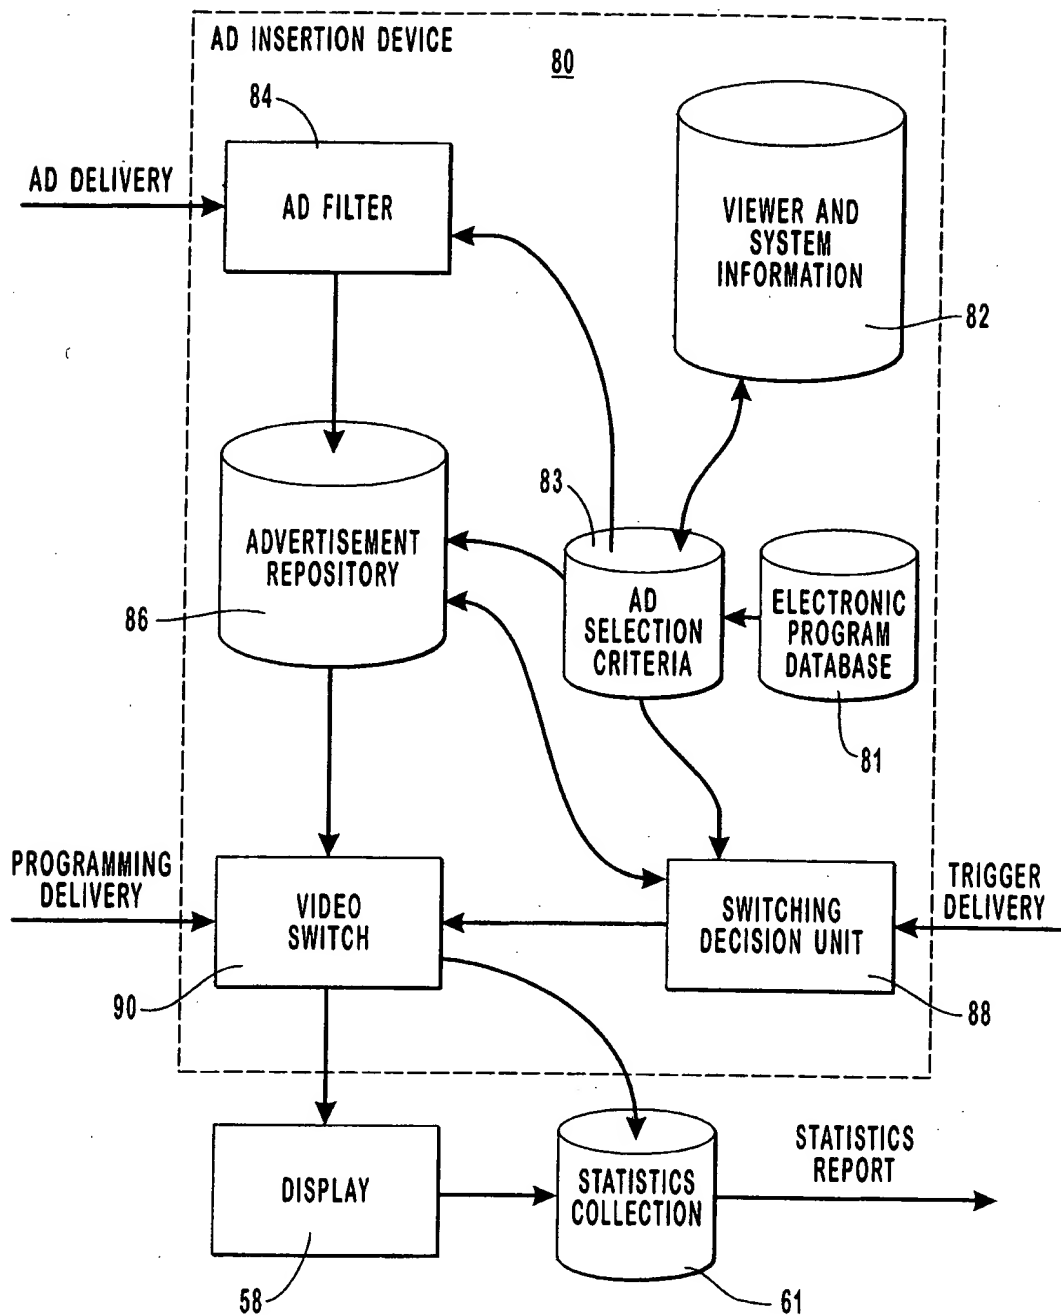 AD INSERTION DEVICE
80
84
AD DELIVERY
AD FILTER
VIEWER AND
SYSTEM
INFORMATION
82
83
ADVERTISEMENT
REPOSITORY
86
AD
SELECTION
CRITERIA
ELECTRONIC
PROGRAM
DATABASE
81
PROGRAMMING
DELIVERY
VIDEO
SWITCH
90
SWITCHING
DECISION UNIT
88
TRIGGER
DELIVERY
DISPLAY
58
STATISTICS
COLLECTION
61
STATISTICS
REPORT